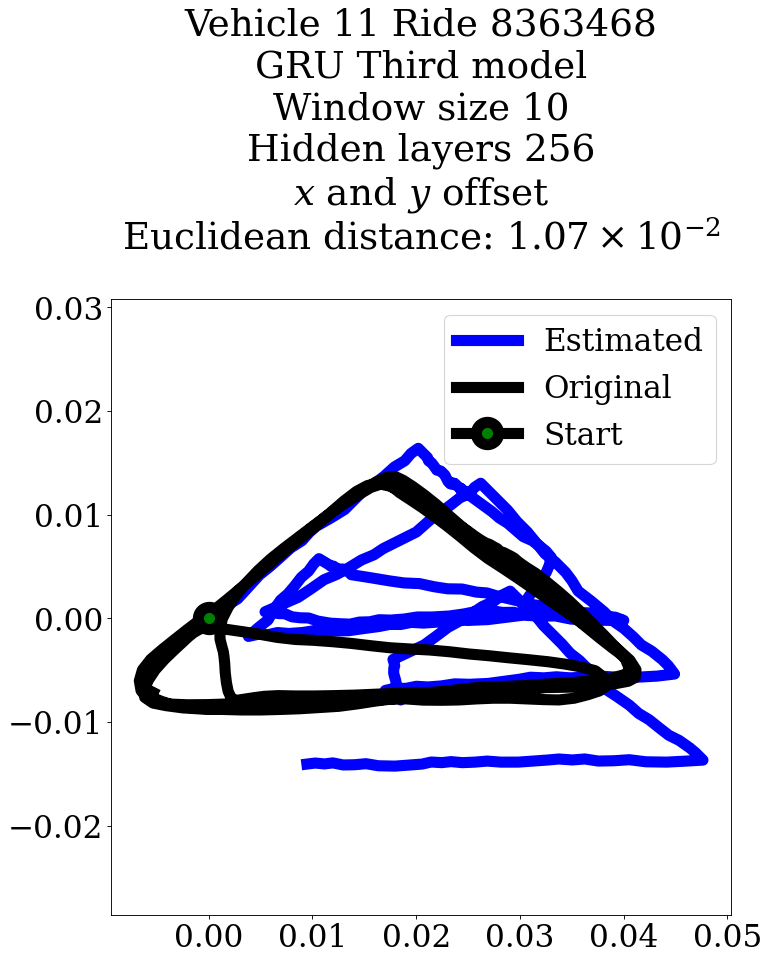 Vehicle 11 Ride 8363468
GRU Third model
Window size 10
Hidden layers 256
x and y offset
Euclidean distance: 1.07 × 10⁻²
Estimated
Original
Start
0.03
0.02
0.01
0.00
−0.01
−0.02
0.00 0.01 0.02 0.03 0.04 0.05